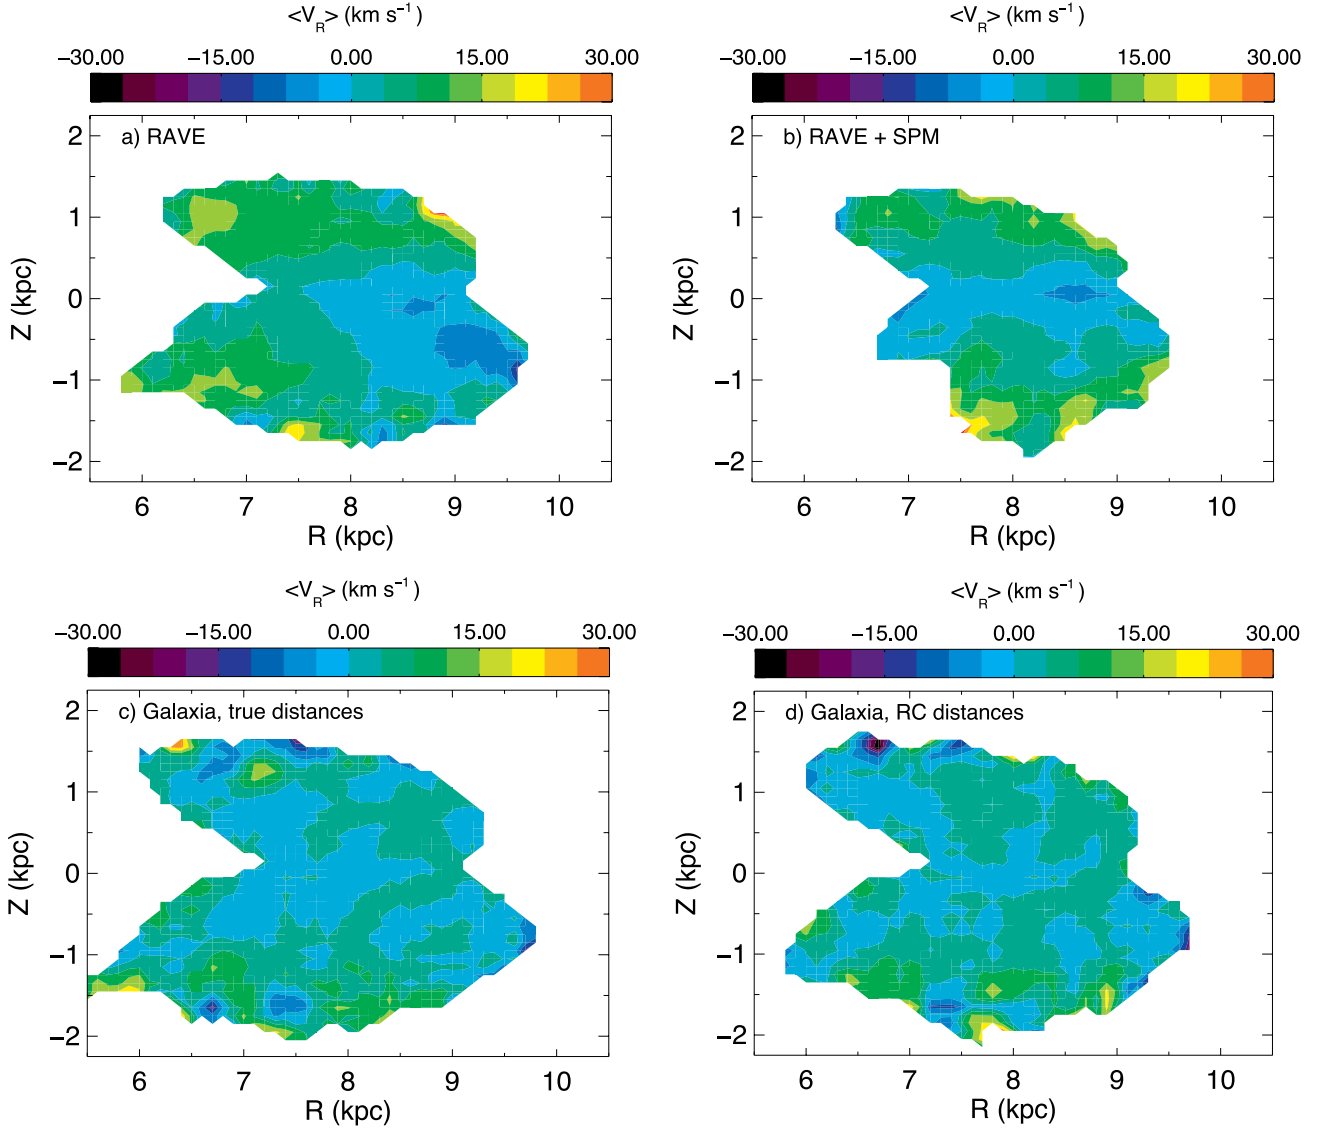 <V_R> (km s⁻¹)
−30.00 −15.00 0.00 15.00 30.00
a) RAVE
2
1
0
−1
−2
Z (kpc)
6 7 8 9 10
R (kpc)
<V_R> (km s⁻¹)
−30.00 −15.00 0.00 15.00 30.00
b) RAVE + SPM
2
1
0
−1
−2
Z (kpc)
6 7 8 9 10
R (kpc)
<V_R> (km s⁻¹)
−30.00 −15.00 0.00 15.00 30.00
c) Galaxia, true distances
2
1
0
−1
−2
Z (kpc)
6 7 8 9 10
R (kpc)
<V_R> (km s⁻¹)
−30.00 −15.00 0.00 15.00 30.00
d) Galaxia, RC distances
2
1
0
−1
−2
Z (kpc)
6 7 8 9 10
R (kpc)